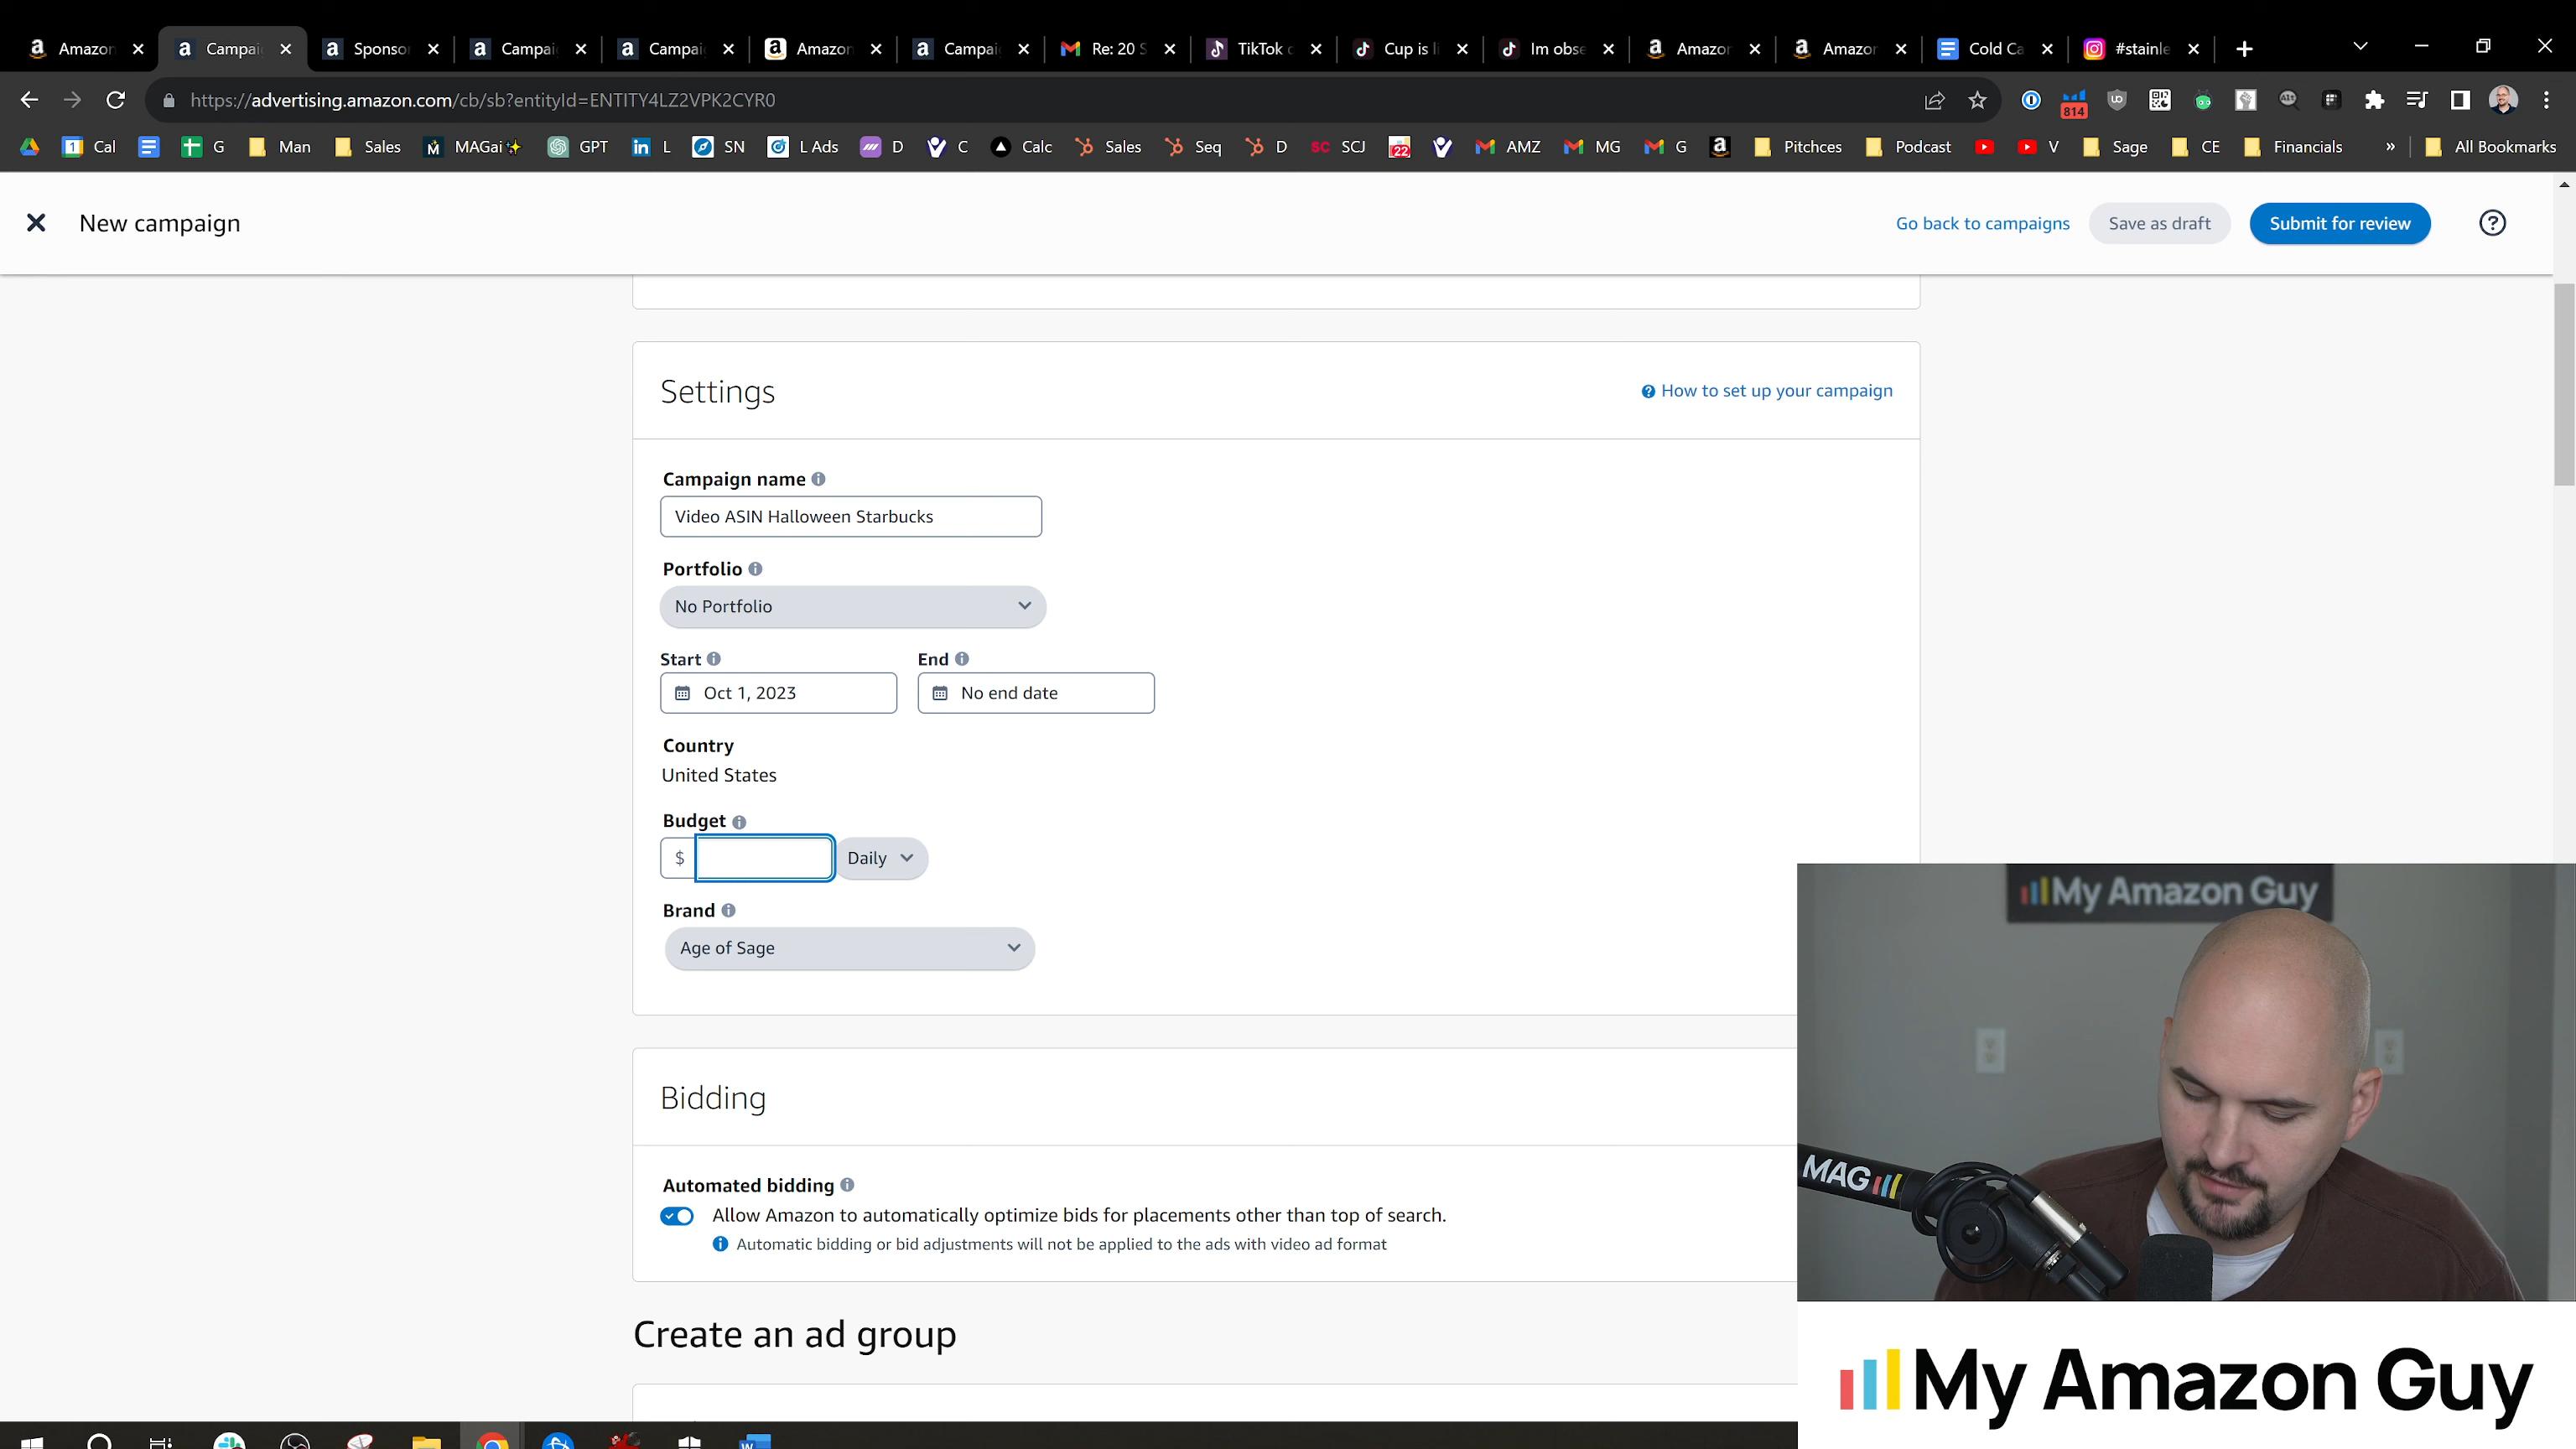 Amazon
Campai
Sponso
Campai
Campai
Amazon
Campai
Re: 20 S
TikTok c
Cup is li
Im obse
Amazon
Amazon
Cold Ca
#stainle
https://advertising.amazon.com/cb/sb?entityId=ENTITY4LZ2VPK2CYR0
814
Cal
G
Man
Sales
MAGai✨
GPT
L
SN
L Ads
D
C
Calc
Sales
Seq
D
SC SCJ
22
AMZ
MG
G
Pitchces
Podcast
V
Sage
CE
Financials
»
All Bookmarks
New campaign
Go back to campaigns
Save as draft
Submit for review
Settings
How to set up your campaign
Campaign name
Video ASIN Halloween Starbucks
Portfolio
No Portfolio
Start
End
Oct 1, 2023
No end date
Country
United States
Budget
$
Daily
Brand
Age of Sage
Bidding
Automated bidding
Allow Amazon to automatically optimize bids for placements other than top of search.
Automatic bidding or bid adjustments will not be applied to the ads with video ad format
Create an ad group
My Amazon Guy
MAG
My Amazon Guy